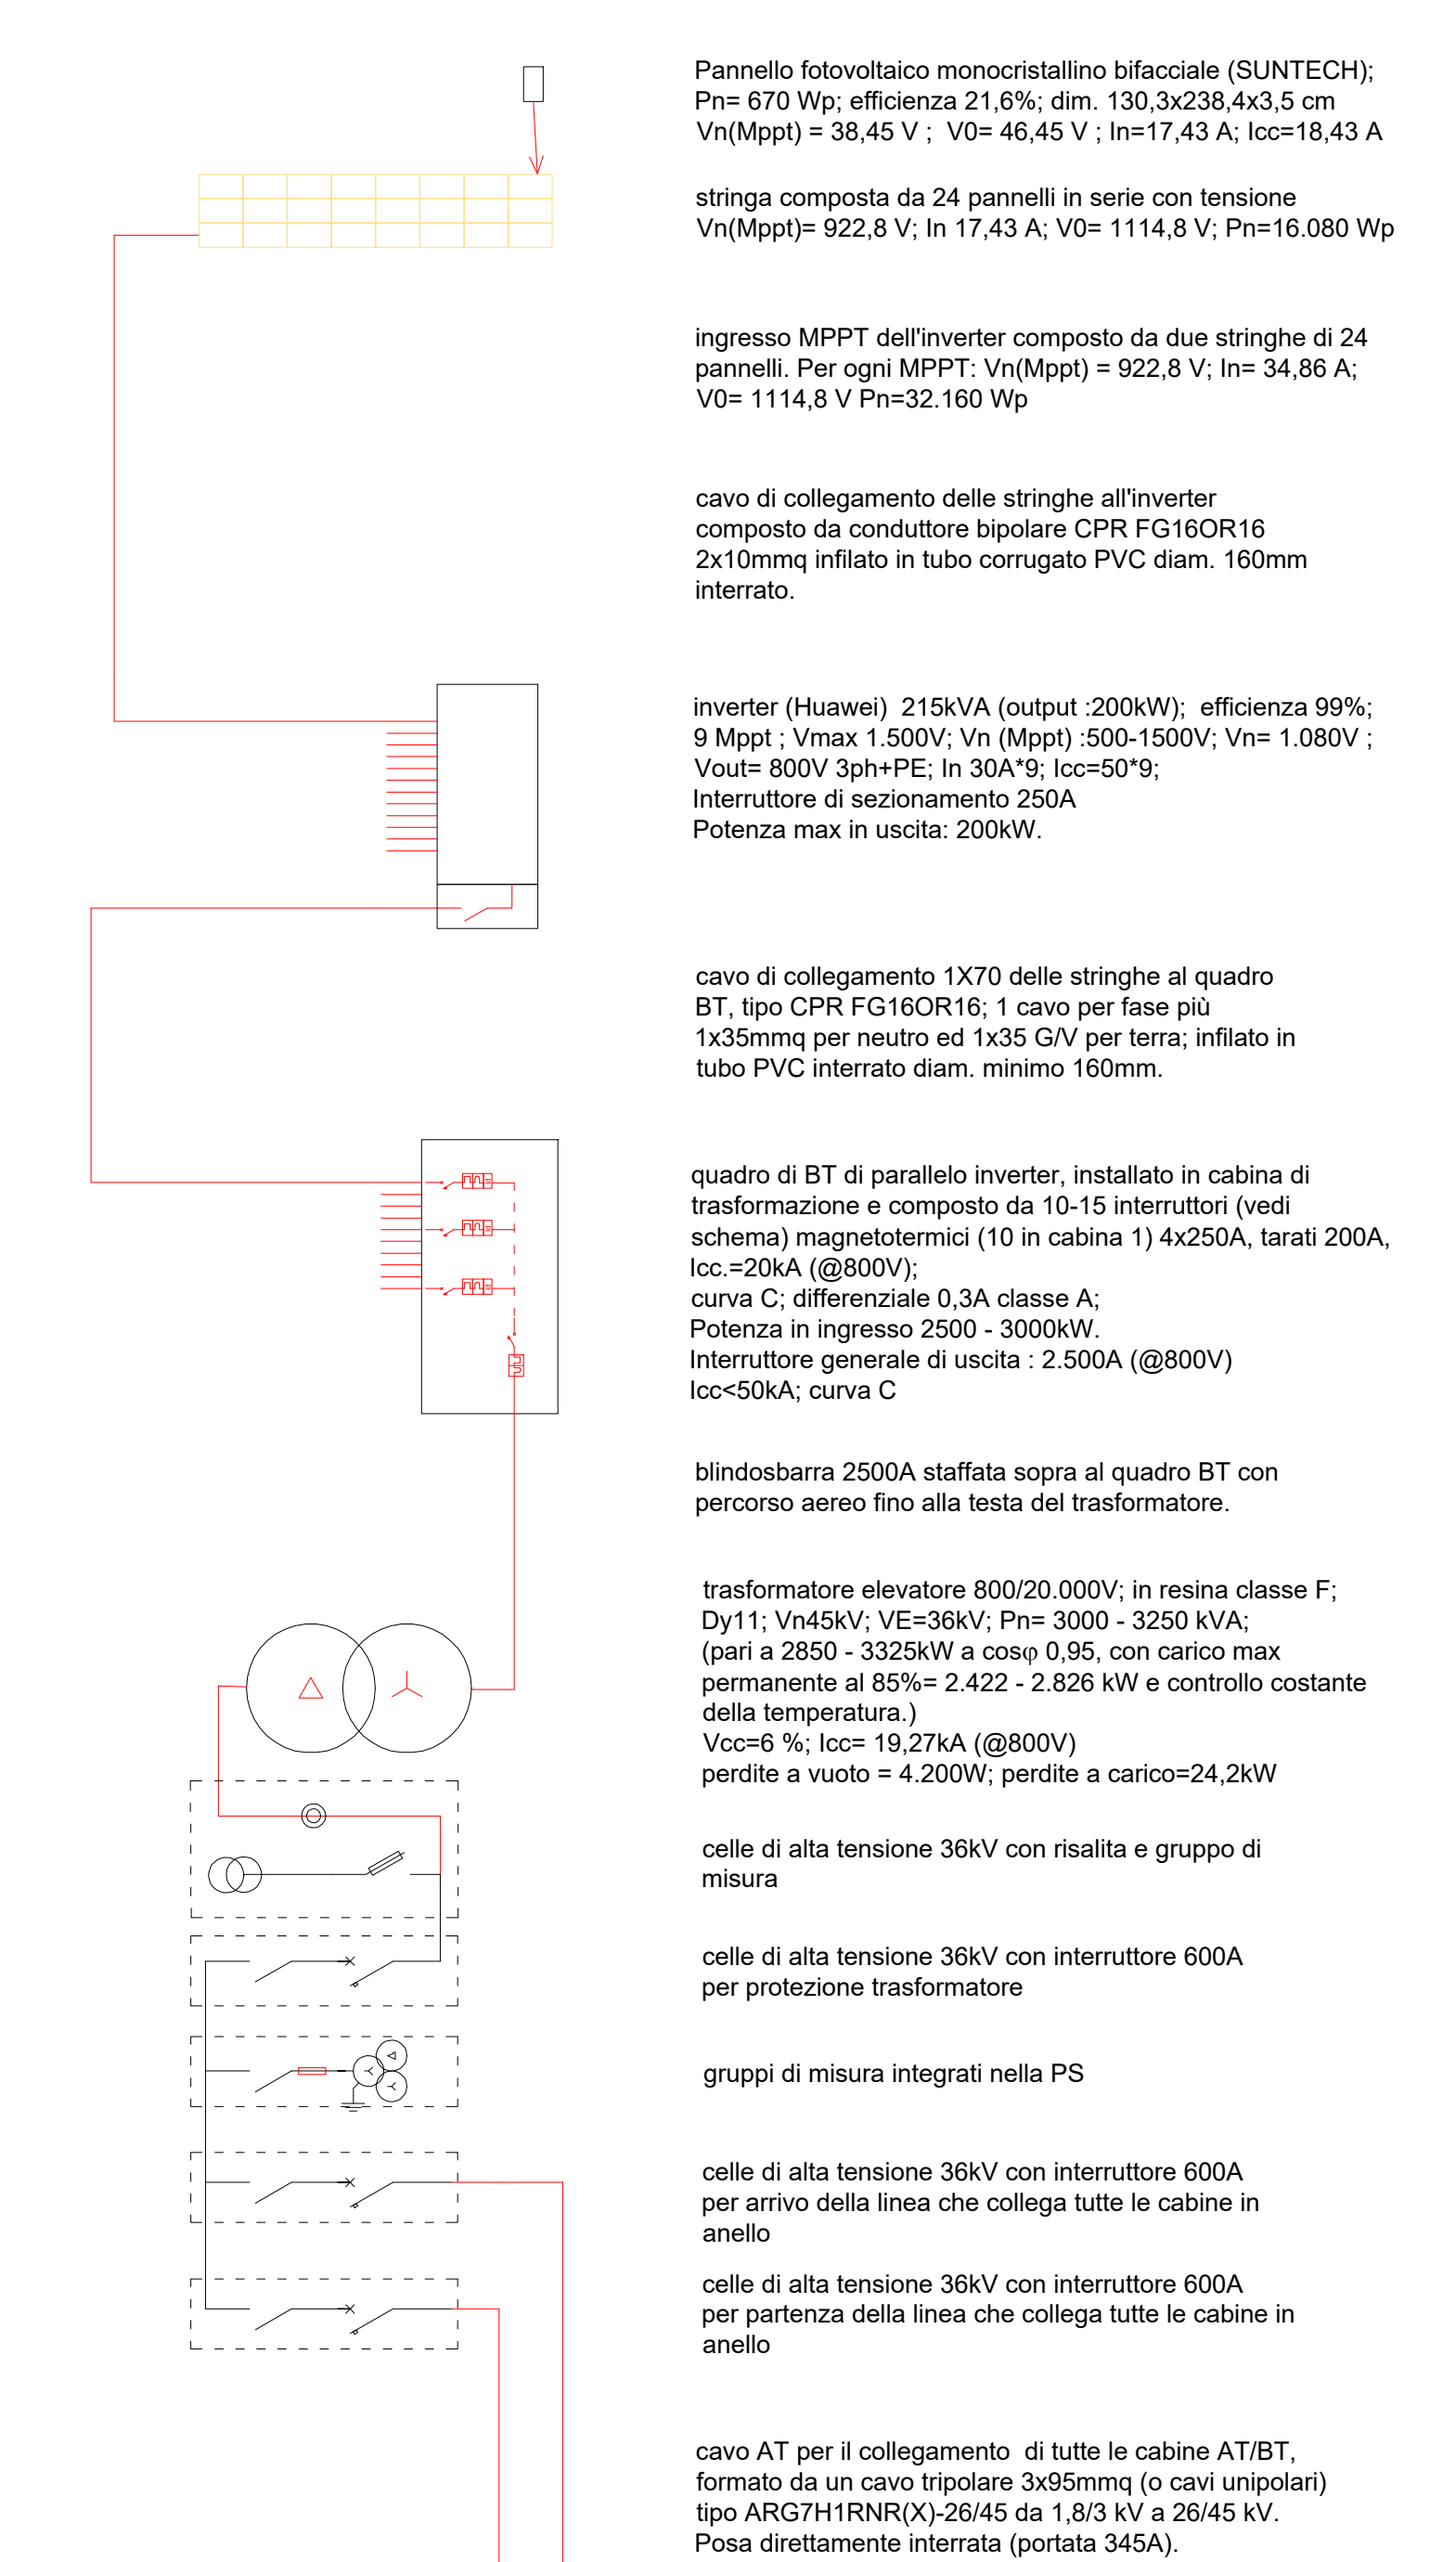 Pannello fotovoltaico monocristallino bifacciale (SUNTECH);
Pn= 670 Wp; efficienza 21,6%; dim. 130,3x238,4x3,5 cm
Vn(Mppt) = 38,45 V ; V0= 46,45 V ; In=17,43 A; Icc=18,43 A
stringa composta da 24 pannelli in serie con tensione
Vn(Mppt)= 922,8 V; In 17,43 A; V0= 1114,8 V; Pn=16.080 Wp
ingresso MPPT dell'inverter composto da due stringhe di 24
pannelli. Per ogni MPPT: Vn(Mppt) = 922,8 V; In= 34,86 A;
V0= 1114,8 V Pn=32.160 Wp
cavo di collegamento delle stringhe all'inverter
composto da conduttore bipolare CPR FG16OR16
2x10mmq infilato in tubo corrugato PVC diam. 160mm
interrato.
inverter (Huawei) 215kVA (output :200kW); efficienza 99%;
9 Mppt ; Vmax 1.500V; Vn (Mppt) :500-1500V; Vn= 1.080V ;
Vout= 800V 3ph+PE; In 30A*9; Icc=50*9;
Interruttore di sezionamento 250A
Potenza max in uscita: 200kW.
cavo di collegamento 1X70 delle stringhe al quadro
BT, tipo CPR FG16OR16; 1 cavo per fase più
1x35mmq per neutro ed 1x35 G/V per terra; infilato in
tubo PVC interrato diam. minimo 160mm.
quadro di BT di parallelo inverter, installato in cabina di
trasformazione e composto da 10-15 interruttori (vedi
schema) magnetotermici (10 in cabina 1) 4x250A, tarati 200A,
Icc.=20kA (@800V);
curva C; differenziale 0,3A classe A;
Potenza in ingresso 2500 - 3000kW.
Interruttore generale di uscita : 2.500A (@800V)
Icc<50kA; curva C
blindosbarra 2500A staffata sopra al quadro BT con
percorso aereo fino alla testa del trasformatore.
trasformatore elevatore 800/20.000V; in resina classe F;
Dy11; Vn45kV; VE=36kV; Pn= 3000 - 3250 kVA;
(pari a 2850 - 3325kW a cosφ 0,95, con carico max
permanente al 85%= 2.422 - 2.826 kW e controllo costante
della temperatura.)
Vcc=6 %; Icc= 19,27kA (@800V)
perdite a vuoto = 4.200W; perdite a carico=24,2kW
celle di alta tensione 36kV con risalita e gruppo di
misura
celle di alta tensione 36kV con interruttore 600A
per protezione trasformatore
gruppi di misura integrati nella PS
celle di alta tensione 36kV con interruttore 600A
per arrivo della linea che collega tutte le cabine in
anello
celle di alta tensione 36kV con interruttore 600A
per partenza della linea che collega tutte le cabine in
anello
cavo AT per il collegamento di tutte le cabine AT/BT,
formato da un cavo tripolare 3x95mmq (o cavi unipolari)
tipo ARG7H1RNR(X)-26/45 da 1,8/3 kV a 26/45 kV.
Posa direttamente interrata (portata 345A).